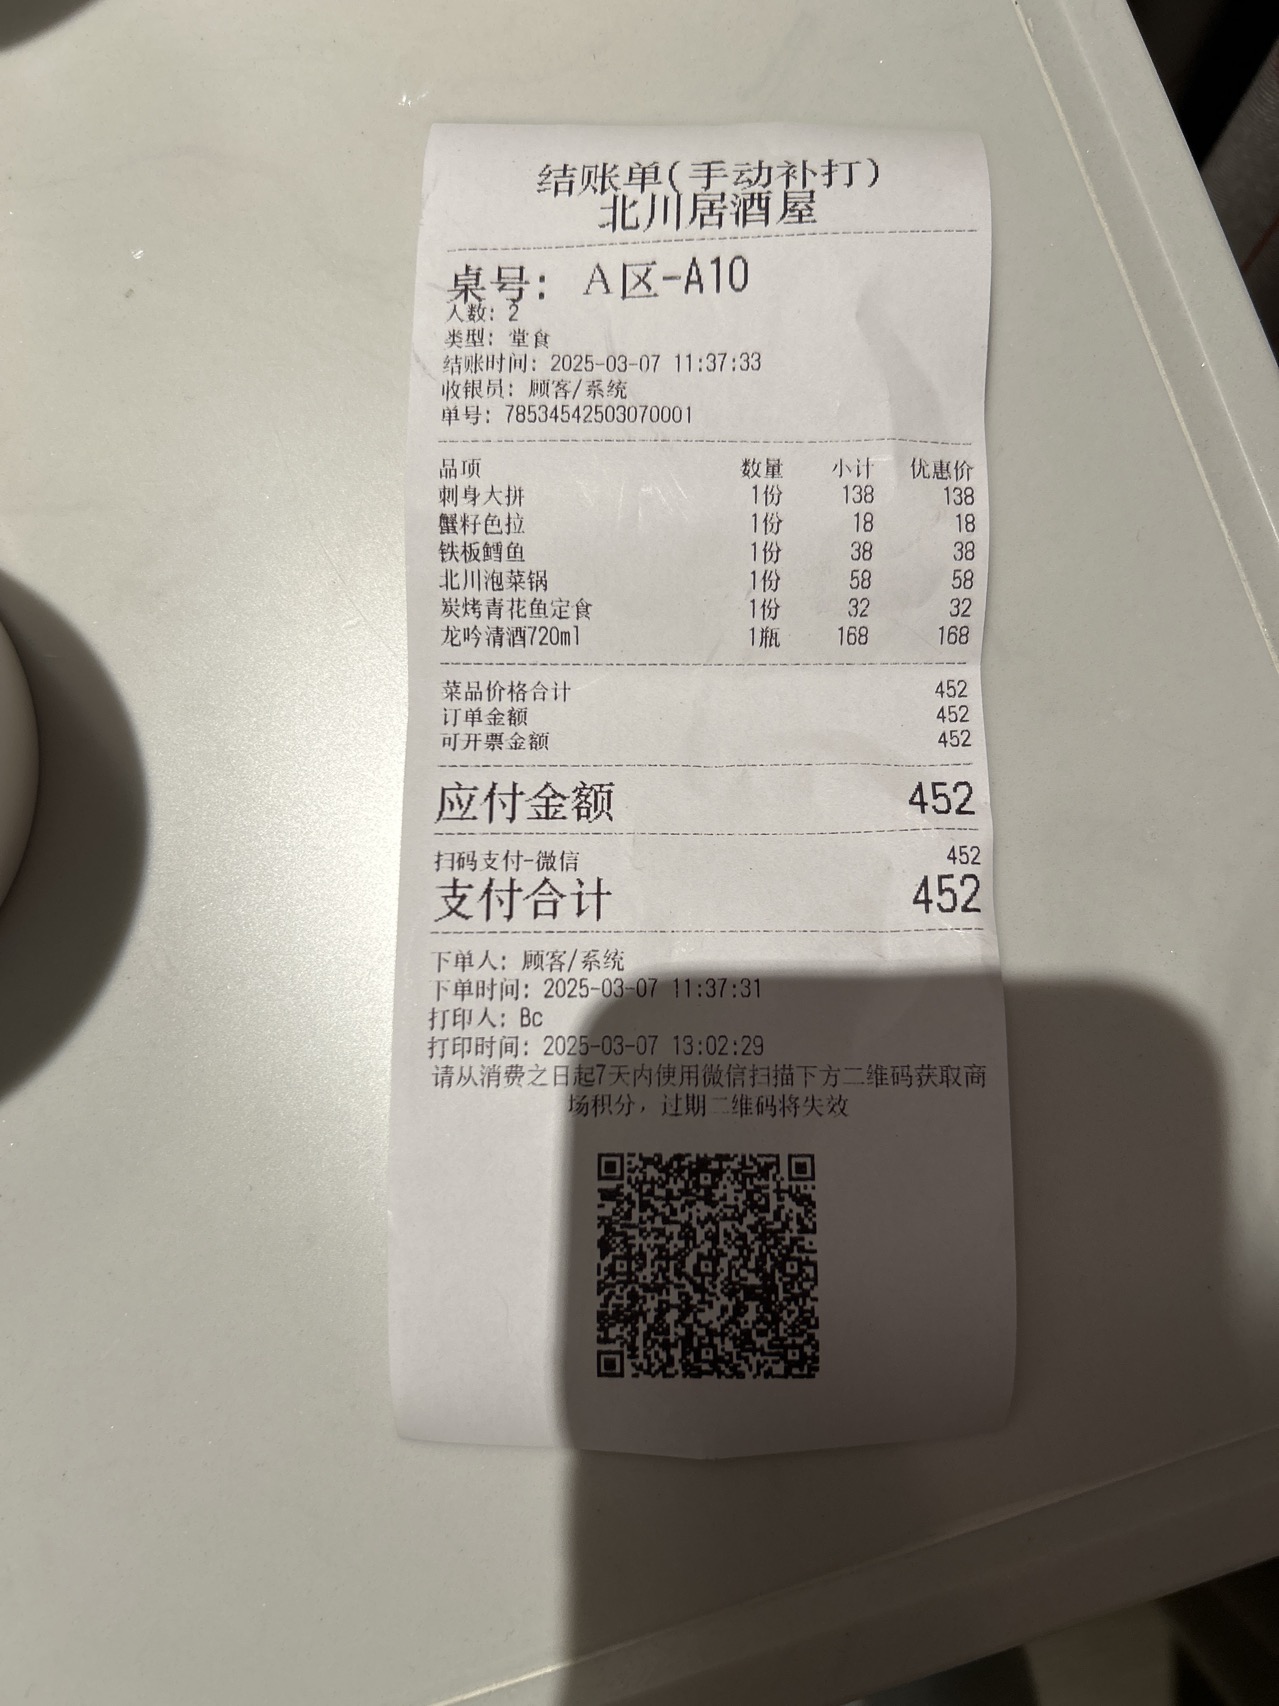 结账单(手动补打)
北川居酒屋
桌号: A区-A10
人数: 2
类型: 堂食
结账时间: 2025-03-07 11:37:33
收银员: 顾客/系统
单号: 78534542503070001
品项 数量 小计 优惠价
刺身大拼 1份 138 138
蟹籽色拉 1份 18 18
铁板鳕鱼 1份 38 38
北川泡菜锅 1份 58 58
炭烤青花鱼定食 1份 32 32
龙吟清酒720ml 1瓶 168 168
菜品价格合计 452
订单金额 452
可开票金额 452
应付金额 452
扫码支付-微信 452
支付合计 452
下单人: 顾客/系统
下单时间: 2025-03-07 11:37:31
打印人: Bc
打印时间: 2025-03-07 13:02:29
请从消费之日起7天内使用微信扫描下方二维码获取商
场积分，过期二维码将失效